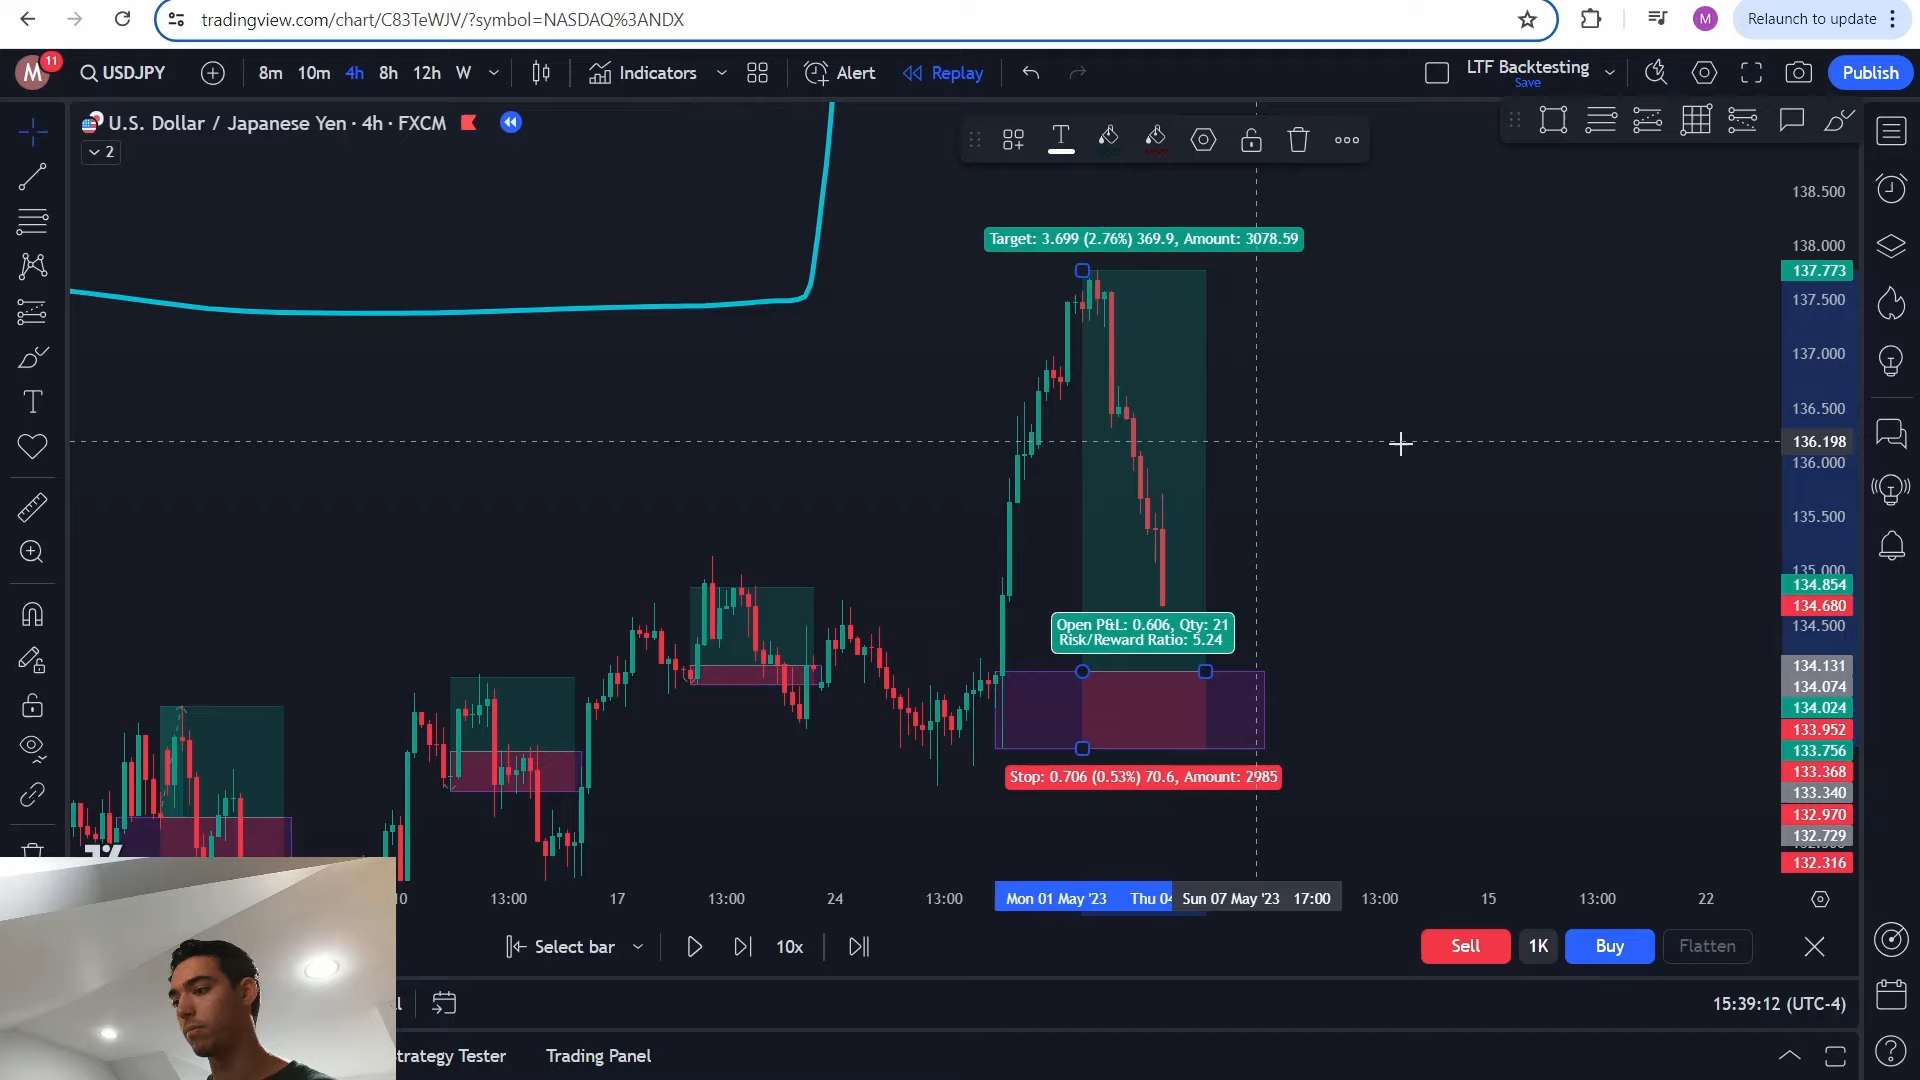 tradingview.com/chart/C83TeWJV/?symbol=NASDAQ%3ANDX
M
Relaunch to update
M
11
USDJPY
8m 10m 4h 8h 12h W
Indicators
Alert
Replay
LTF Backtesting
Save
Publish
U.S. Dollar / Japanese Yen · 4h · FXCM
2
T
T
138.500
138.000
137.773
137.500
137.000
136.500
136.198
136.000
135.500
135.000
134.854
134.680
134.500
134.131
134.074
134.024
133.952
133.756
133.368
133.340
132.970
132.729
132.316
Target: 3.699 (2.76%) 369.9, Amount: 3078.59
Open P&L: 0.606, Qty: 21
Risk/Reward Ratio: 5.24
Stop: 0.706 (0.53%) 70.6, Amount: 2985
10 13:00 17 13:00 24 13:00 Mon 01 May '23 Thu 04 Sun 07 May '23 17:00 13:00 15 13:00 22
Select bar
10x
Sell
1K
Buy
Flatten
15:39:12 (UTC-4)
trategy Tester
Trading Panel